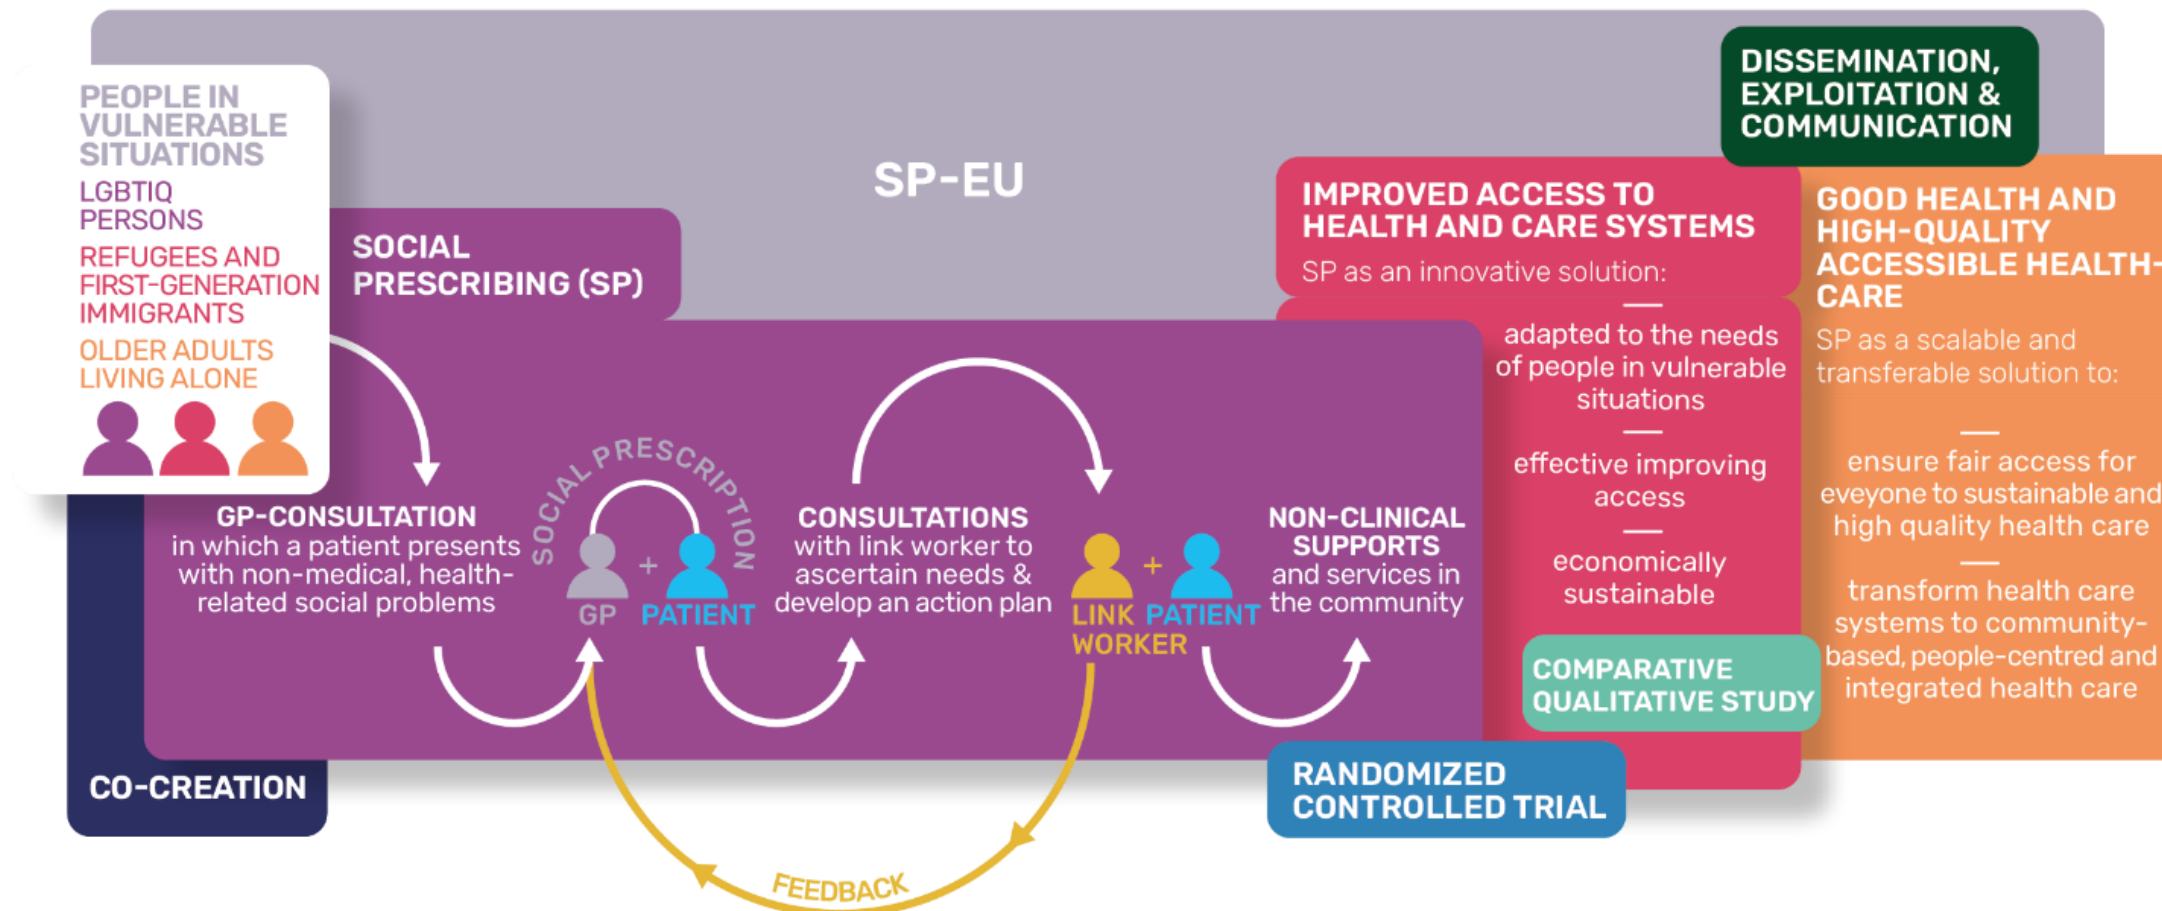 PEOPLE IN
VULNERABLE
SITUATIONS
LGBTIQ
PERSONS
REFUGEES AND
FIRST-GENERATION
IMMIGRANTS
OLDER ADULTS
LIVING ALONE
SOCIAL
PRESCRIBING (SP)
SP-EU
DISSEMINATION,
EXPLOITATION &
COMMUNICATION
GP-CONSULTATION
in which a patient presents
with non-medical, health-
related social problems
SOCIAL PRESCRIPTION
+
GP
PATIENT
CONSULTATIONS
with link worker to
ascertain needs &
develop an action plan
+
LINK
WORKER
PATIENT
NON-CLINICAL
SUPPORTS
and services in
the community
FEEDBACK
CO-CREATION
IMPROVED ACCESS TO
HEALTH AND CARE SYSTEMS
SP as an innovative solution:
—
adapted to the needs
of people in vulnerable
situations
—
effective improving
access
—
economically
sustainable
COMPARATIVE
QUALITATIVE STUDY
RANDOMIZED
CONTROLLED TRIAL
GOOD HEALTH AND
HIGH-QUALITY
ACCESSIBLE HEALTH-
CARE
SP as a scalable and
transferable solution to:
—
ensure fair access for
eveyone to sustainable and
high quality health care
—
transform health care
systems to community-
based, people-centred and
integrated health care